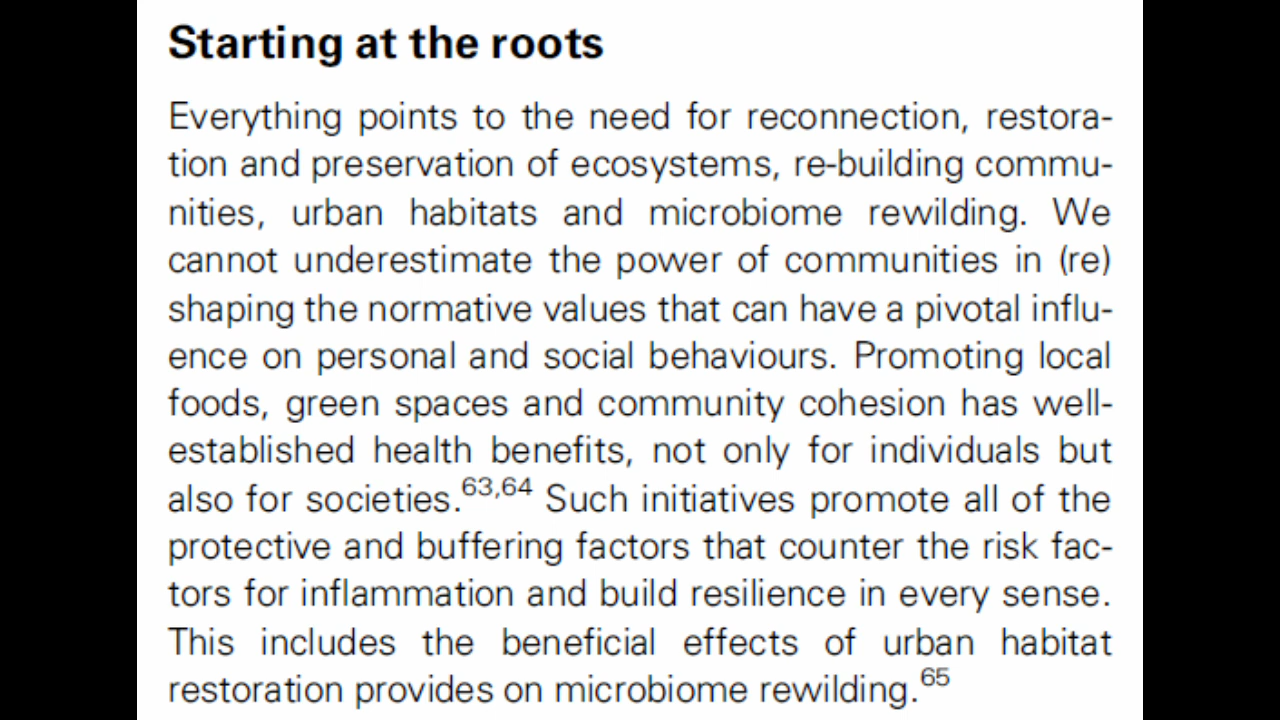 Starting at the roots
Everything points to the need for reconnection, restora-
tion and preservation of ecosystems, re-building commu-
nities, urban habitats and microbiome rewilding. We
cannot underestimate the power of communities in (re)
shaping the normative values that can have a pivotal influ-
ence on personal and social behaviours. Promoting local
foods, green spaces and community cohesion has well-
established health benefits, not only for individuals but
also for societies.63,64 Such initiatives promote all of the
protective and buffering factors that counter the risk fac-
tors for inflammation and build resilience in every sense.
This includes the beneficial effects of urban habitat
restoration provides on microbiome rewilding.65